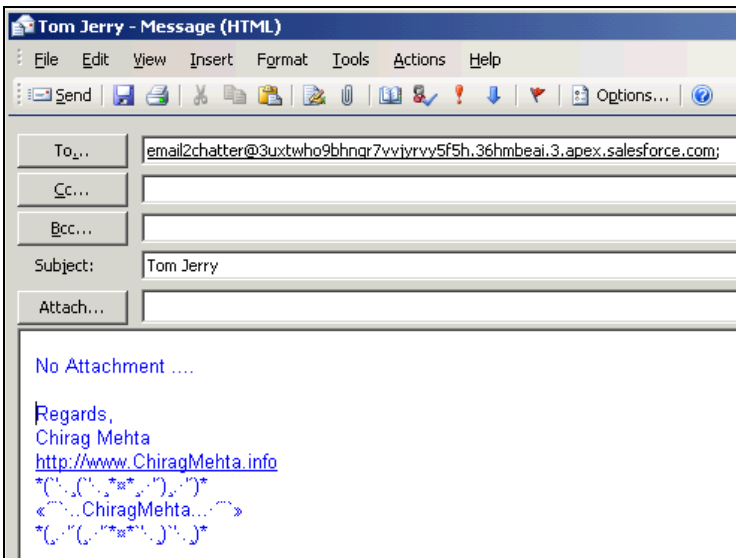 Tom Jerry - Message (HTML)
File Edit View Insert Format Tools Actions Help
Send Options...
To... email2chatter@3uxtwho9bhnqr7vvjyrvy5f5h.36hmbeai.3.apex.salesforce.com;
Cc...
Bcc...
Subject: Tom Jerry
Attach...
No Attachment ....
Regards,
Chirag Mehta
http://www.ChiragMehta.info
*(¨`·.¸(¨`·.¸*¤*¸.·´¨)¸.·´¨)*
«´¨`·..ChiragMehta...·´¨`»
*(¸.·´¨(¸.·´¨*¤*¨`·.¸)¨`·.¸)*